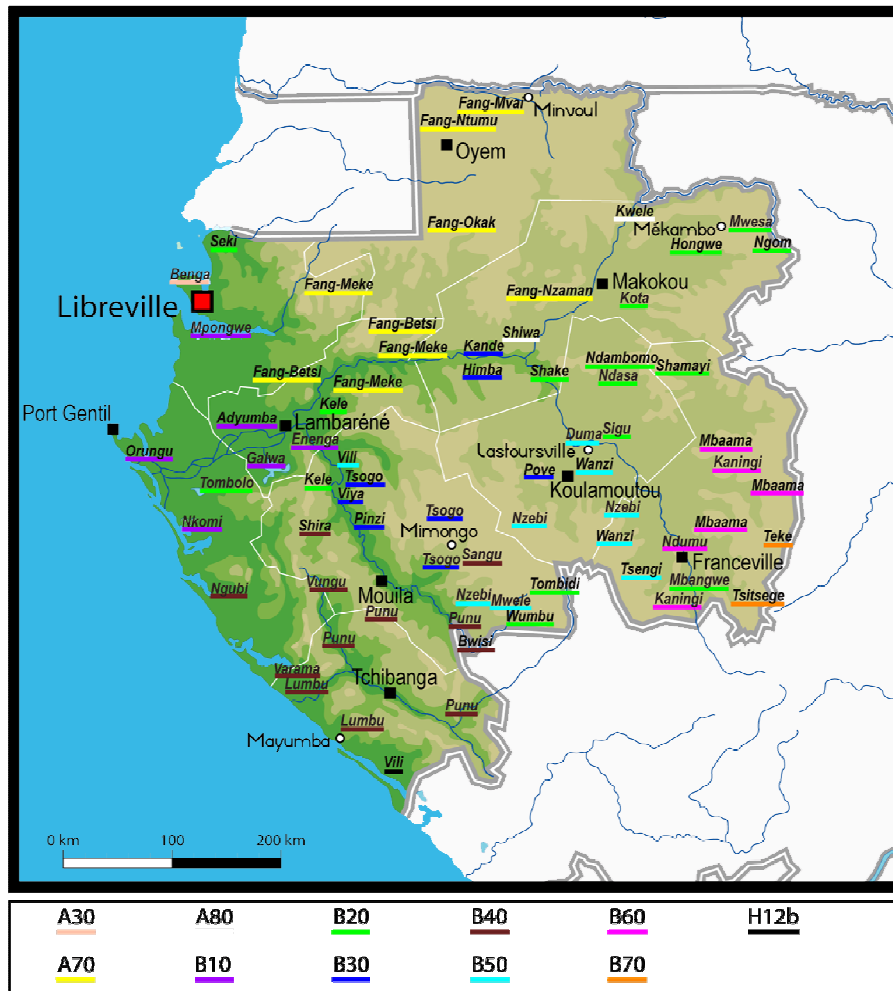 Fang-Mvai
Minvoul
Fang-Ntumu
Oyem
Kwele
Fang-Okak
Mékambo
Mwesa
Seki
Hongwe
Ngom
Benga
Fang-Meke
Fang-Nzaman
Makokou
Libreville
Kota
Mpongwe
Fang-Betsi
Shiwa
Fang-Meke
Kande
Ndambomo
Shamayi
Fang-Betsi
Fang-Meke
Himba
Shake
Ndasa
Port Gentil
Kele
Adyumba
Lambaréné
Enenga
Duma
Sigu
Orungu
Galwa
Vili
Lastoursville
Wanzi
Mbaama
Kaningi
Tombolo
Kele
Tsogo
Viya
Pove
Koulamoutou
Mbaama
Nkomi
Shira
Pinzi
Tsogo
Mimongo
Nzebi
Nzebi
Mbaama
Wanzi
Ndumu
Teke
Tsogo
Sangu
Franceville
Ngubi
Vungu
Mouila
Tsengi
Mbangwe
Tsitsege
Kaningi
Punu
Nzebi
Mwele
Tombidi
Wumbu
Punu
Punu
Bwisi
Varama
Lumbu
Tchibanga
Punu
Lumbu
Mayumba
Vili
0 km 100 200 km
A30 A80 B20 B40 B60 H12b
A70 B10 B30 B50 B70